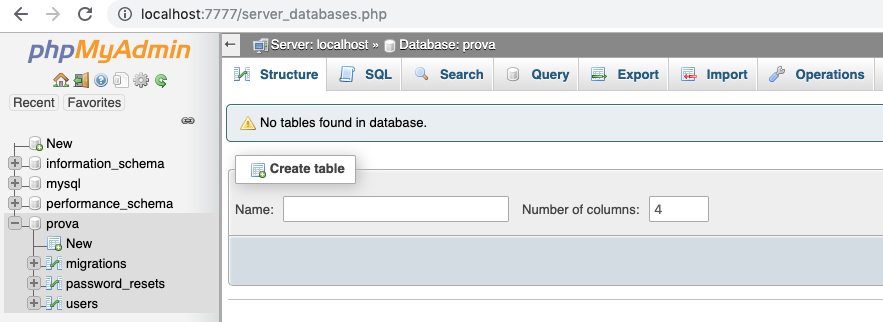 localhost:7777/server_databases.php
phpMyAdmin
Recent Favorites
New
information_schema
mysql
performance_schema
prova
New
migrations
password_resets
users
Server: localhost » Database: prova
Structure SQL Search Query Export Import Operations
No tables found in database.
Create table
Name: Number of columns: 4